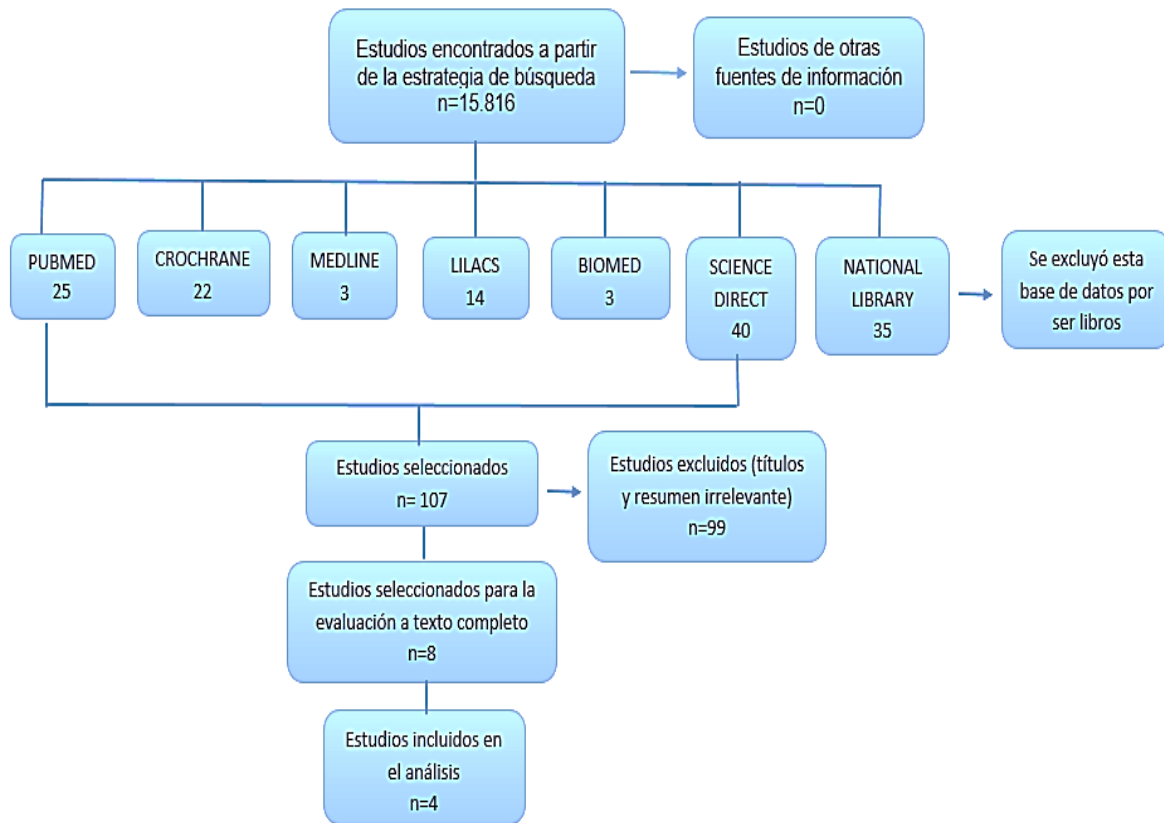 Estudios encontrados a partir
de la estrategia de búsqueda
n=15.816
Estudios de otras
fuentes de información
n=0
PUBMED
25
CROCHRANE
22
MEDLINE
3
LILACS
14
BIOMED
3
SCIENCE
DIRECT
40
NATIONAL
LIBRARY
35
Se excluyó esta
base de datos por
ser libros
Estudios seleccionados
n= 107
Estudios excluidos (títulos
y resumen irrelevante)
n=99
Estudios seleccionados para la
evaluación a texto completo
n=8
Estudios incluidos en
el análisis
n=4